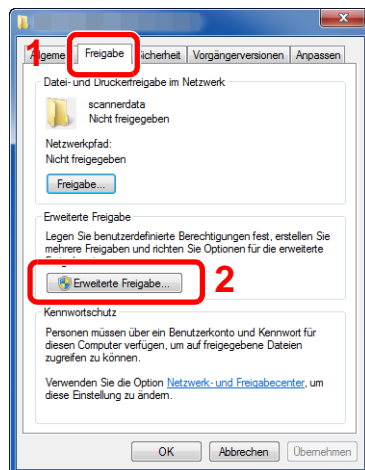 1
Allgemein Freigabe Sicherheit Vorgängerversionen Anpassen
Datei- und Druckerfreigabe im Netzwerk
scannerdata
Nicht freigegeben
Netzwerkpfad:
Nicht freigegeben
Freigabe...
Erweiterte Freigabe
Legen Sie benutzerdefinierte Berechtigungen fest, erstellen Sie
mehrere Freigaben und richten Sie Optionen für die erweiterte
Erweiterte Freigabe...
2
Kennwortschutz
Personen müssen über ein Benutzerkonto und Kennwort für
diesen Computer verfügen, um auf freigegebene Dateien
zugreifen zu können.
Verwenden Sie die Option Netzwerk- und Freigabecenter, um
diese Einstellung zu ändern.
OK Abbrechen Übernehmen